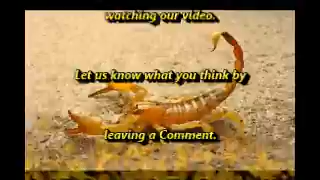 watching our video.
Let us know what you think by
leaving a Comment.